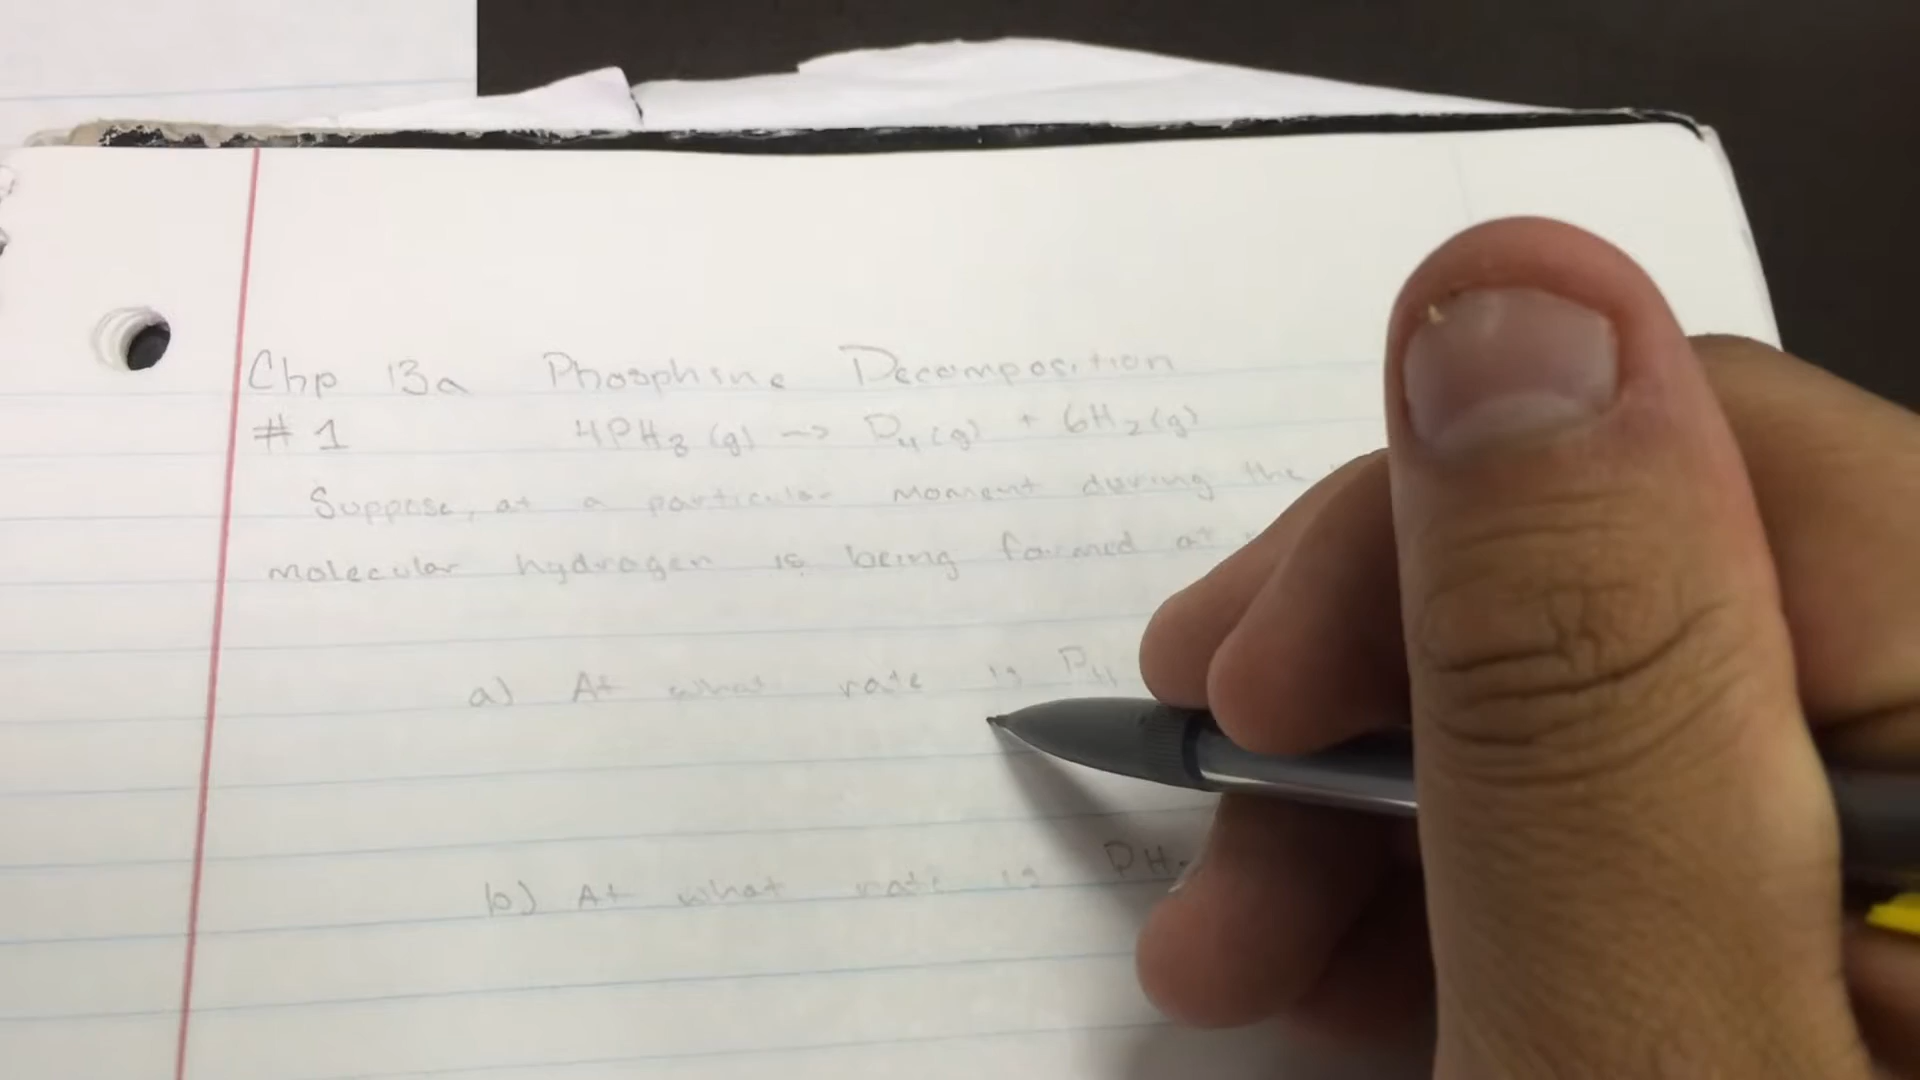 Chp 13a Phosphine Decomposition
#1 4PH3(g) -> P4(g) + 6H2(g)
Suppose, at a particular moment during the
molecular hydrogen is being formed at
a) At what rate is P4
b) At what rate is PH